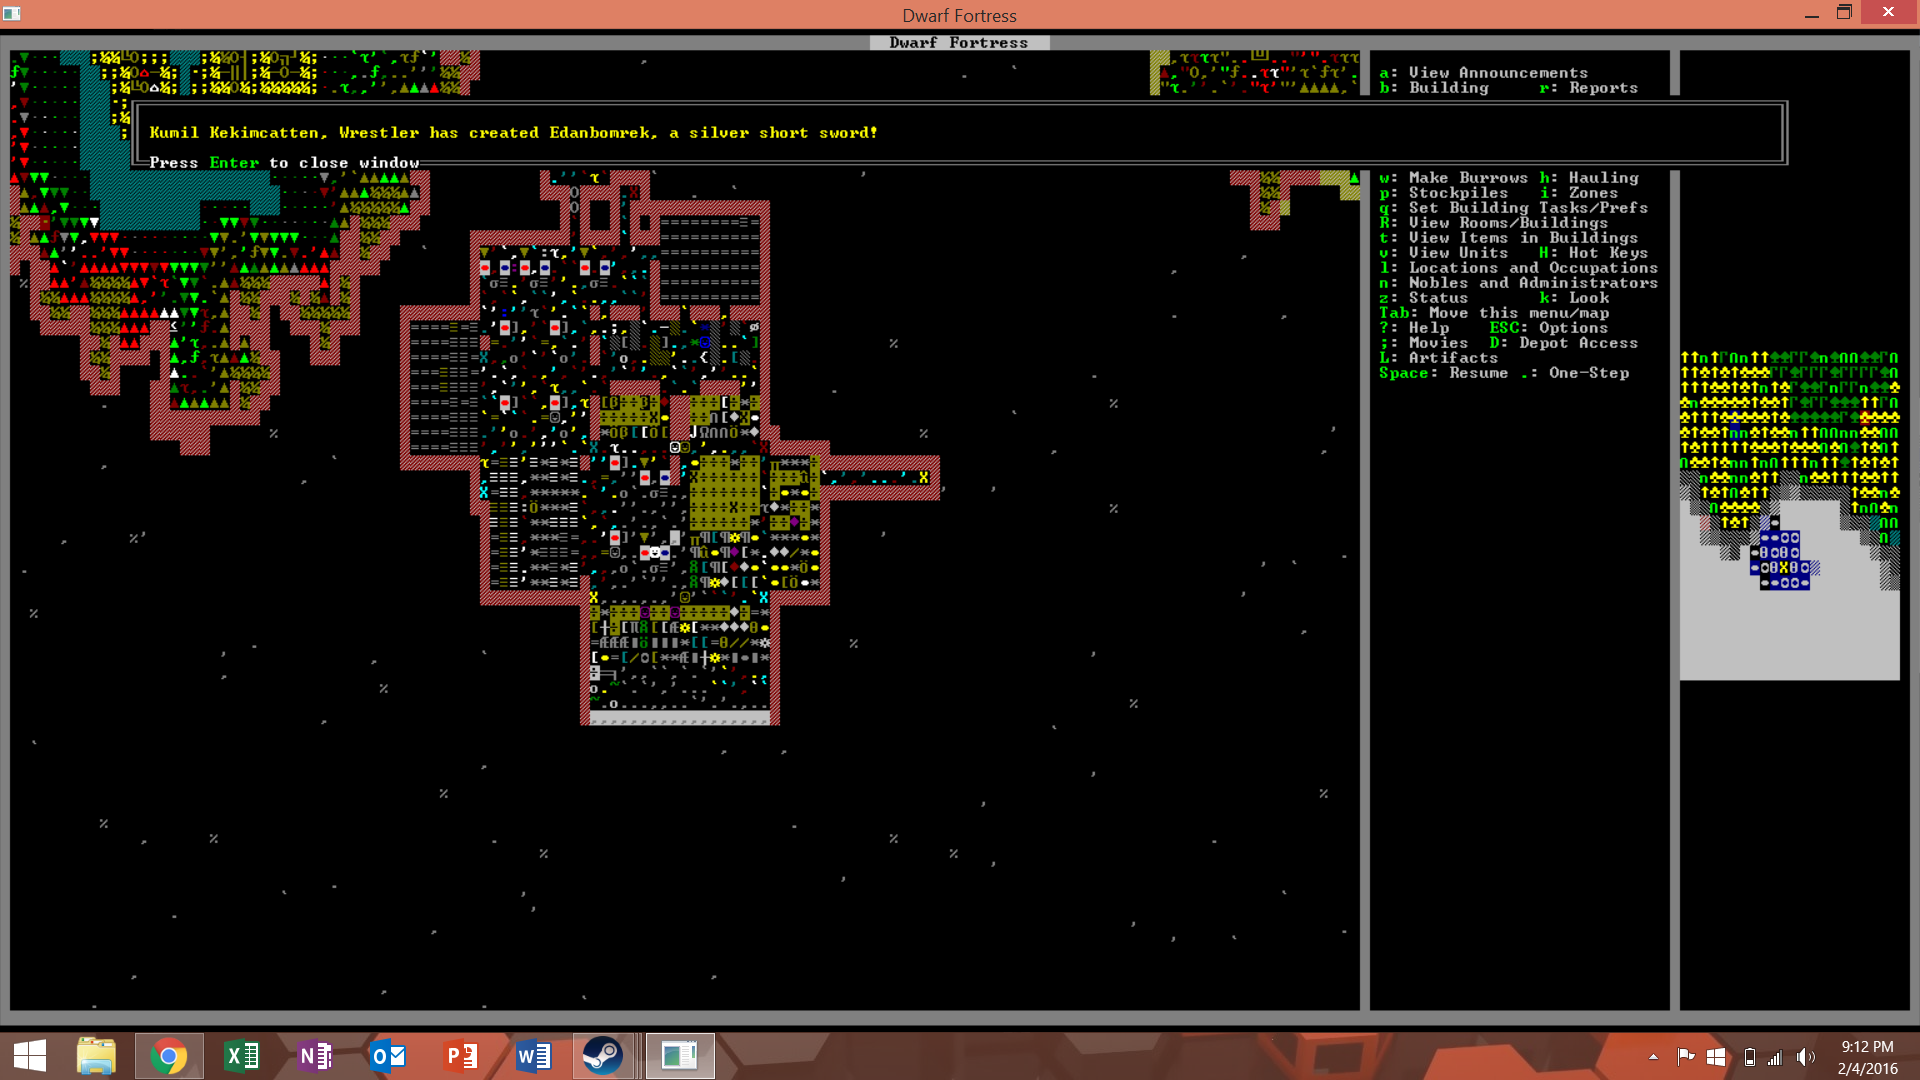 Dwarf Fortress
Dwarf Fortress
a: View Announcements
b: Building r: Reports
Kumil Kekimcatten, Wrestler has created Edanbomrek, a silver short sword!
Press Enter to close window
w: Make Burrows h: Hauling
p: Stockpiles i: Zones
q: Set Building Tasks/Prefs
R: View Rooms/Buildings
t: View Items in Buildings
v: View Units H: Hot Keys
l: Locations and Occupations
n: Nobles and Administrators
z: Status k: Look
Tab: Move this menu/map
?: Help ESC: Options
;: Movies D: Depot Access
L: Artifacts
Space: Resume .: One-Step
9:12 PM
2/4/2016